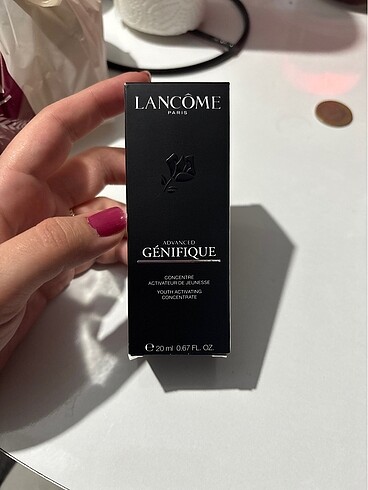 LANCÔME
PARIS
ADVANCED
GÉNIFIQUE
CONCENTRÉ
ACTIVATEUR DE JEUNESSE
YOUTH ACTIVATING
CONCENTRATE
℮ 20 ml 0.67 FL. OZ.